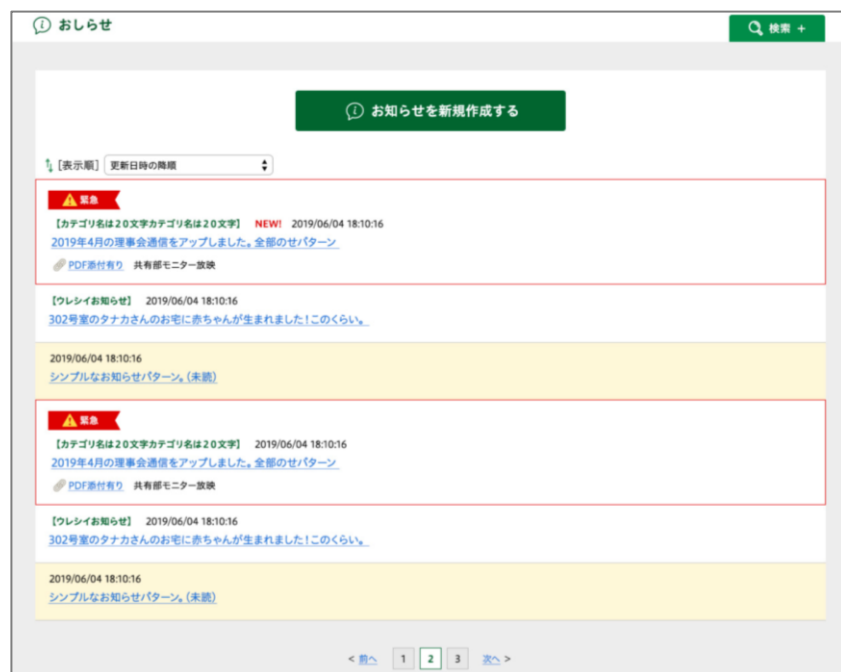 おしらせ
検索 +
お知らせを新規作成する
[表示順] 更新日時の降順
緊急
【カテゴリ名は20文字カテゴリ名は20文字】 NEW! 2019/06/04 18:10:16
2019年4月の理事会通信をアップしました。全部のせパターン
PDF添付有り 共有部モニター放映
【ウレシイお知らせ】 2019/06/04 18:10:16
302号室のタナカさんのお宅に赤ちゃんが生まれました!このくらい。
2019/06/04 18:10:16
シンプルなお知らせパターン。(未読)
緊急
【カテゴリ名は20文字カテゴリ名は20文字】 2019/06/04 18:10:16
2019年4月の理事会通信をアップしました。全部のせパターン
PDF添付有り 共有部モニター放映
【ウレシイお知らせ】 2019/06/04 18:10:16
302号室のタナカさんのお宅に赤ちゃんが生まれました!このくらい。
2019/06/04 18:10:16
シンプルなお知らせパターン。(未読)
< 前へ 1 2 3 次へ >